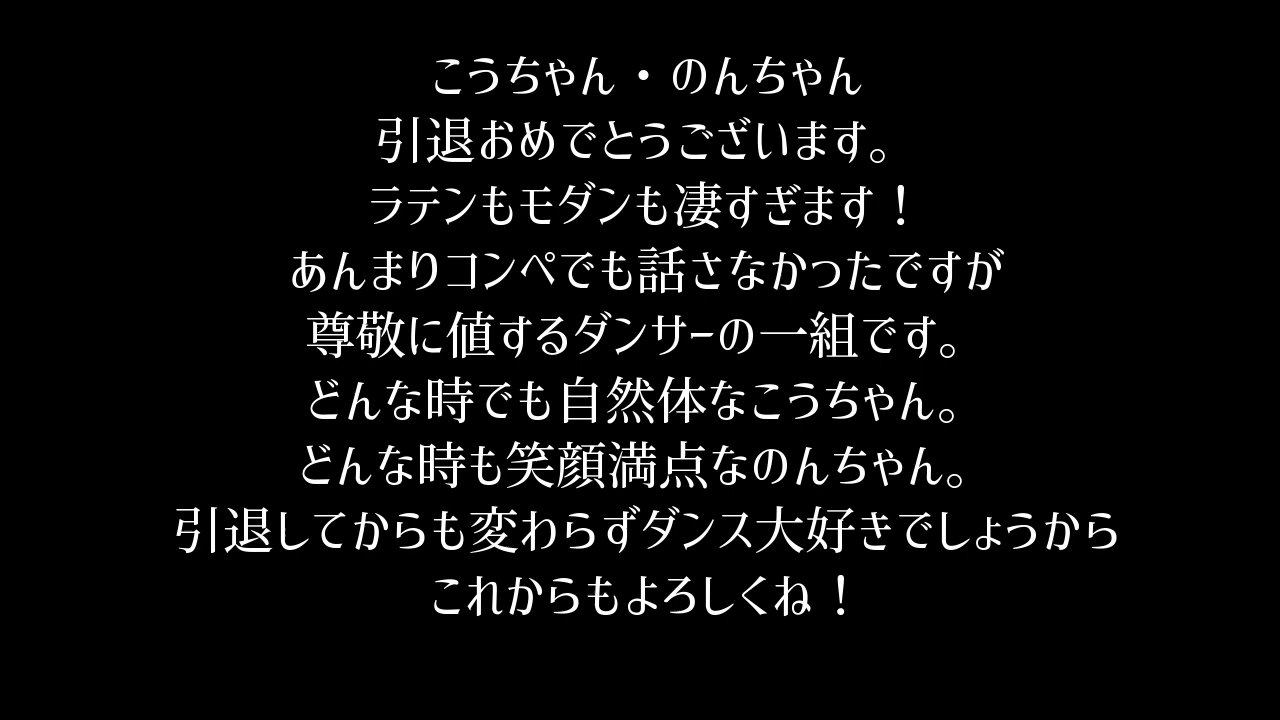 こうちゃん・のんちゃん
引退おめでとうございます。
ラテンもモダンも凄すぎます！
あんまりコンペでも話さなかったですが
尊敬に値するダンサーの一組です。
どんな時でも自然体なこうちゃん。
どんな時も笑顔満点なのんちゃん。
引退してからも変わらずダンス大好きでしょうから
これからもよろしくね！